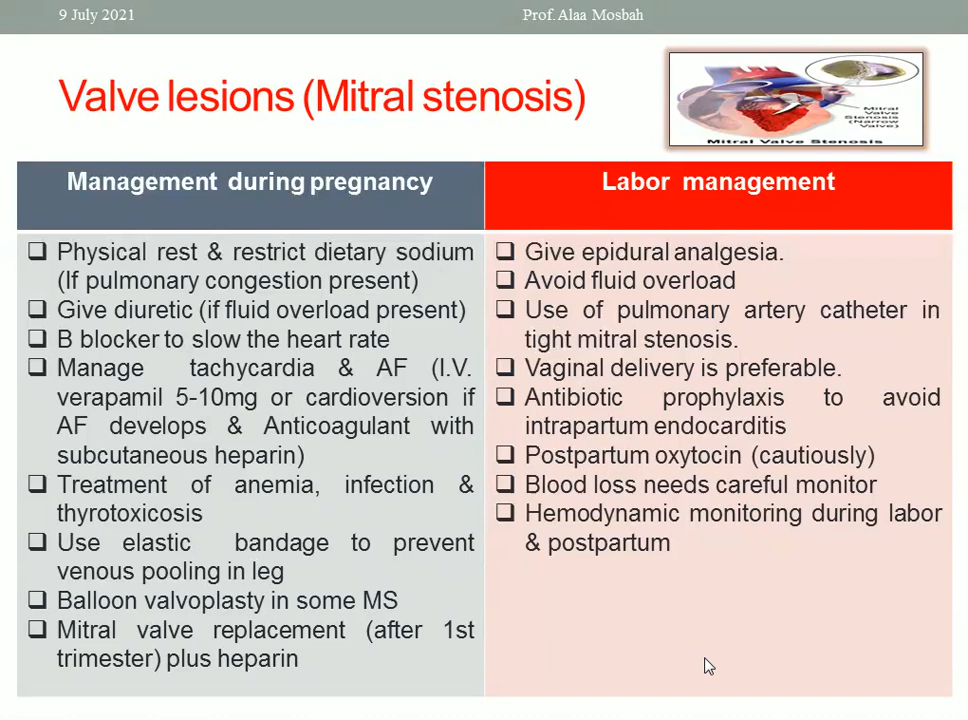 9 July 2021
Prof. Alaa Mosbah
Valve lesions (Mitral stenosis)
Mitral
Valve
Stenosis
(Narrow
Valve)
Mitral Valve Stenosis
Management during pregnancy
❑ Physical rest & restrict dietary sodium
(If pulmonary congestion present)
❑ Give diuretic (if fluid overload present)
❑ B blocker to slow the heart rate
❑ Manage tachycardia & AF (I.V.
verapamil 5-10mg or cardioversion if
AF develops & Anticoagulant with
subcutaneous heparin)
❑ Treatment of anemia, infection &
thyrotoxicosis
❑ Use elastic bandage to prevent
venous pooling in leg
❑ Balloon valvoplasty in some MS
❑ Mitral valve replacement (after 1st
trimester) plus heparin
Labor management
❑ Give epidural analgesia.
❑ Avoid fluid overload
❑ Use of pulmonary artery catheter in
tight mitral stenosis.
❑ Vaginal delivery is preferable.
❑ Antibiotic prophylaxis to avoid
intrapartum endocarditis
❑ Postpartum oxytocin (cautiously)
❑ Blood loss needs careful monitor
❑ Hemodynamic monitoring during labor
& postpartum